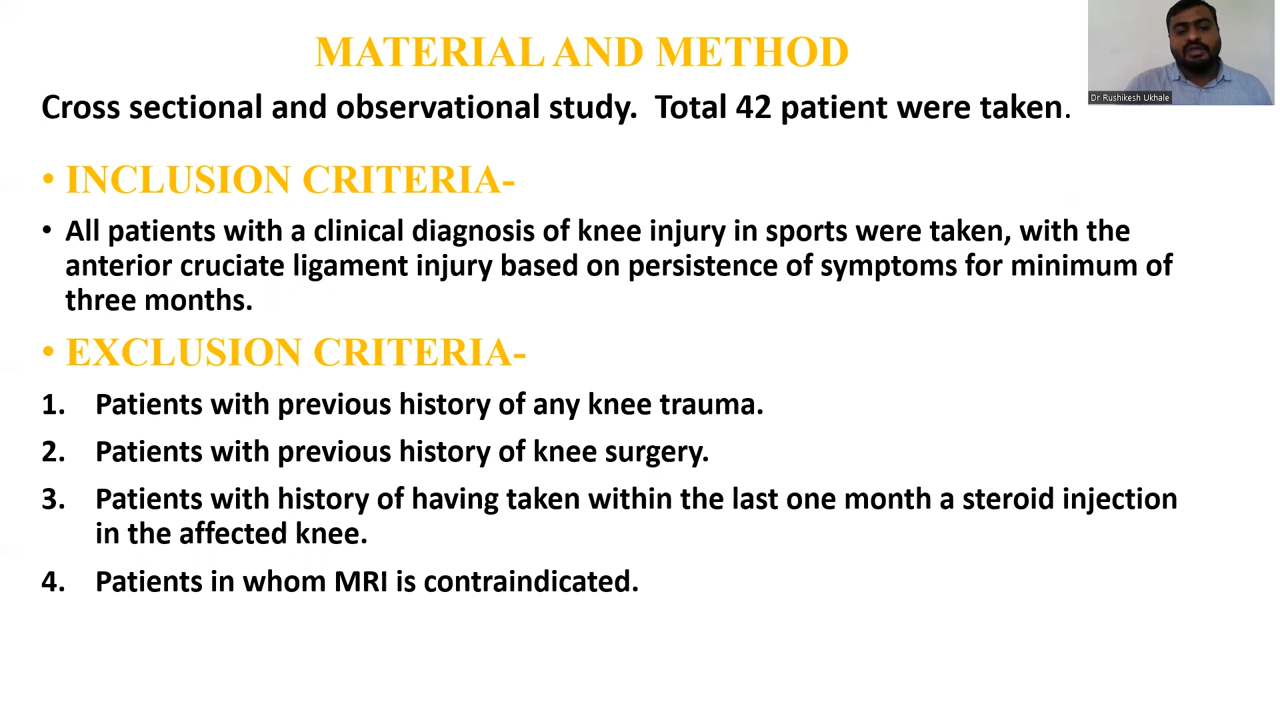 MATERIAL AND METHOD
Dr Rushikesh Ukhale
Cross sectional and observational study.  Total 42 patient were taken.
• INCLUSION CRITERIA-
• All patients with a clinical diagnosis of knee injury in sports were taken, with the
anterior cruciate ligament injury based on persistence of symptoms for minimum of
three months.
• EXCLUSION CRITERIA-
1. Patients with previous history of any knee trauma.
2. Patients with previous history of knee surgery.
3. Patients with history of having taken within the last one month a steroid injection
in the affected knee.
4. Patients in whom MRI is contraindicated.